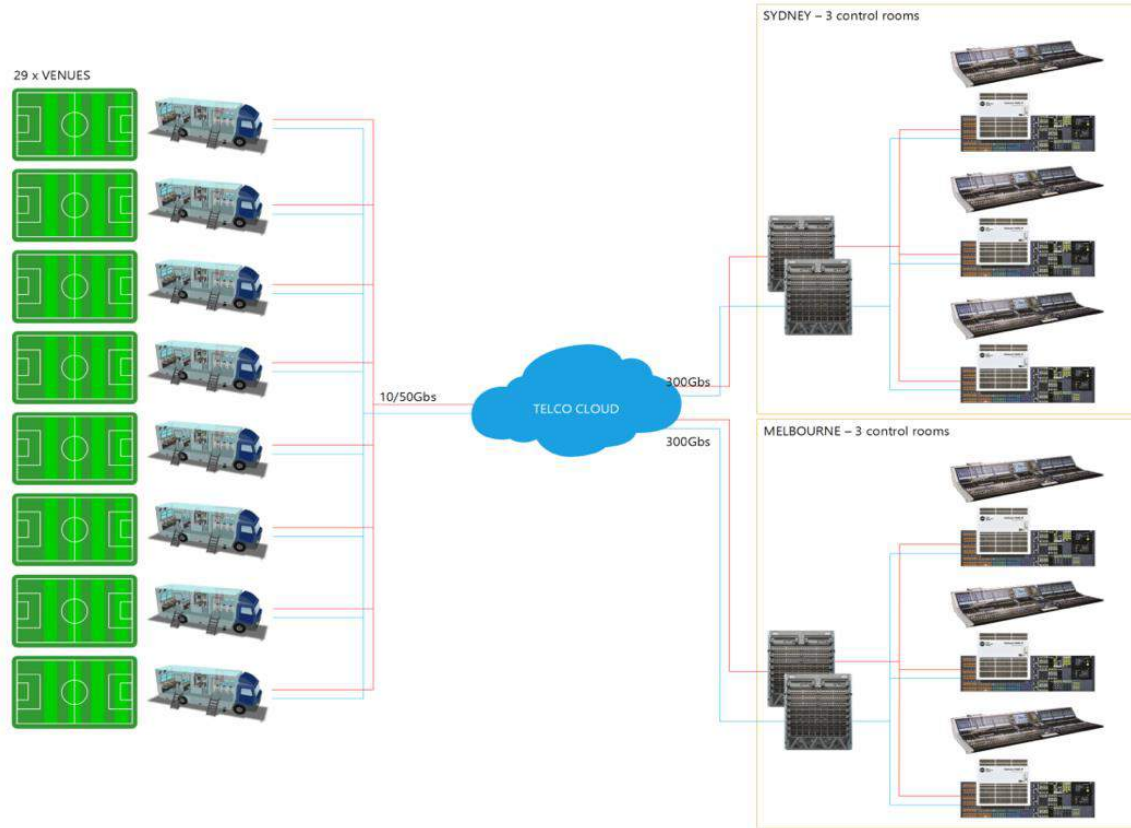 SYDNEY – 3 control rooms
29 x VENUES
10/50Gbs
TELCO CLOUD
300Gbs
300Gbs
MELBOURNE – 3 control rooms